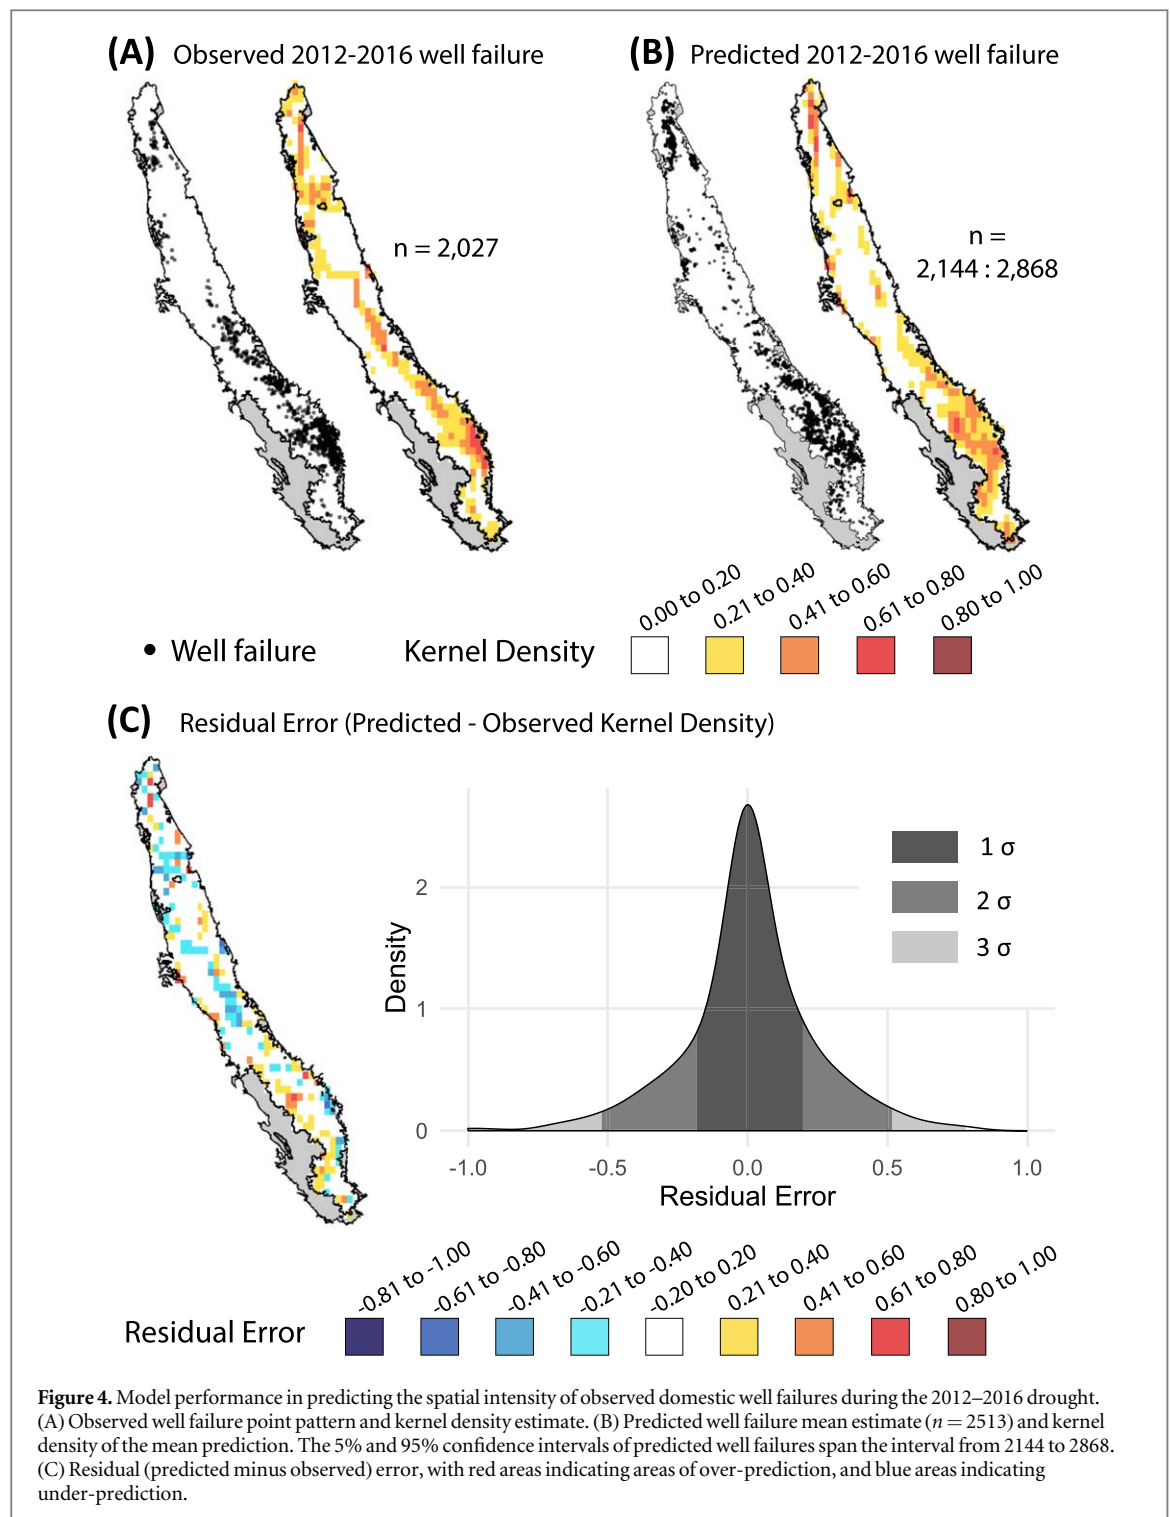 (A) Observed 2012-2016 well failure
(B) Predicted 2012-2016 well failure
n = 2,027
n =
2,144 : 2,868
Well failure
Kernel Density
0.00 to 0.20
0.21 to 0.40
0.41 to 0.60
0.61 to 0.80
0.80 to 1.00
(C) Residual Error (Predicted - Observed Kernel Density)
Density
2
1
0
1 σ
2 σ
3 σ
-1.0
-0.5
0.0
0.5
1.0
Residual Error
Residual Error
-0.81 to -1.00
-0.61 to -0.80
-0.41 to -0.60
-0.21 to -0.40
-0.20 to 0.20
0.21 to 0.40
0.41 to 0.60
0.61 to 0.80
0.80 to 1.00
Figure 4. Model performance in predicting the spatial intensity of observed domestic well failures during the 2012–2016 drought.
(A) Observed well failure point pattern and kernel density estimate. (B) Predicted well failure mean estimate (n = 2513) and kernel
density of the mean prediction. The 5% and 95% confidence intervals of predicted well failures span the interval from 2144 to 2868.
(C) Residual (predicted minus observed) error, with red areas indicating areas of over-prediction, and blue areas indicating
under-prediction.